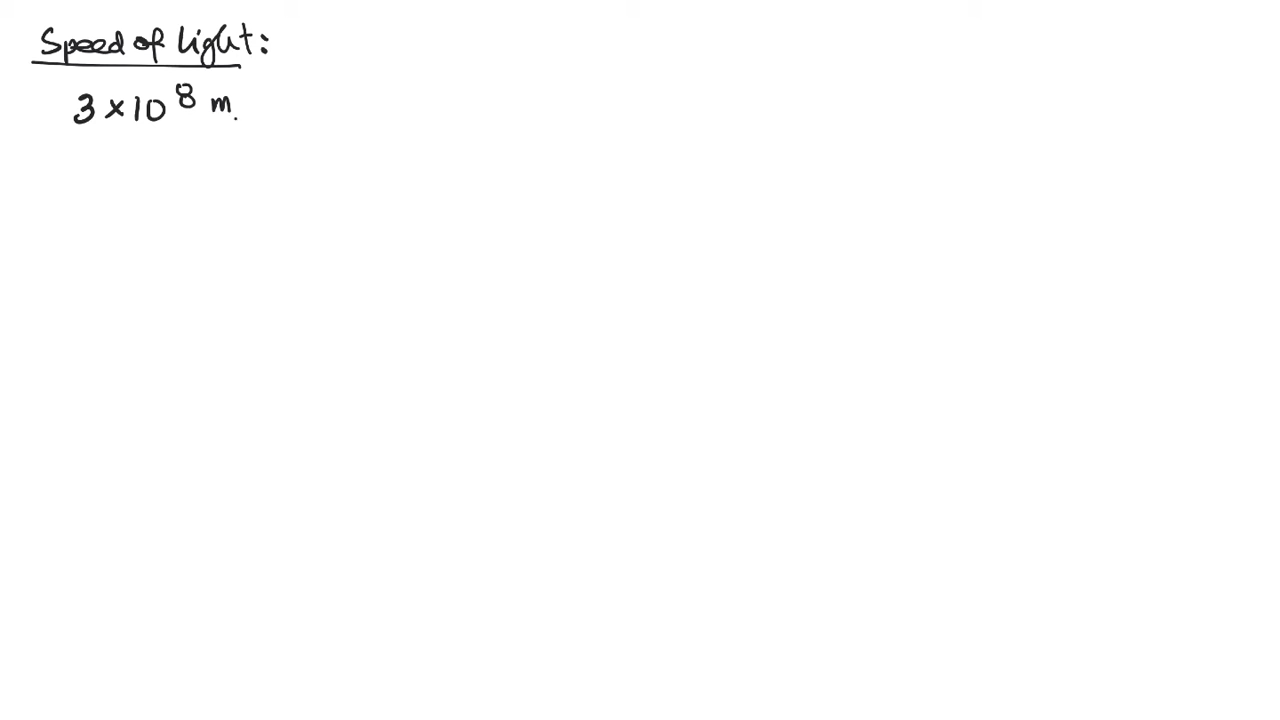 Speed of Light:
3 × 10⁸ m.